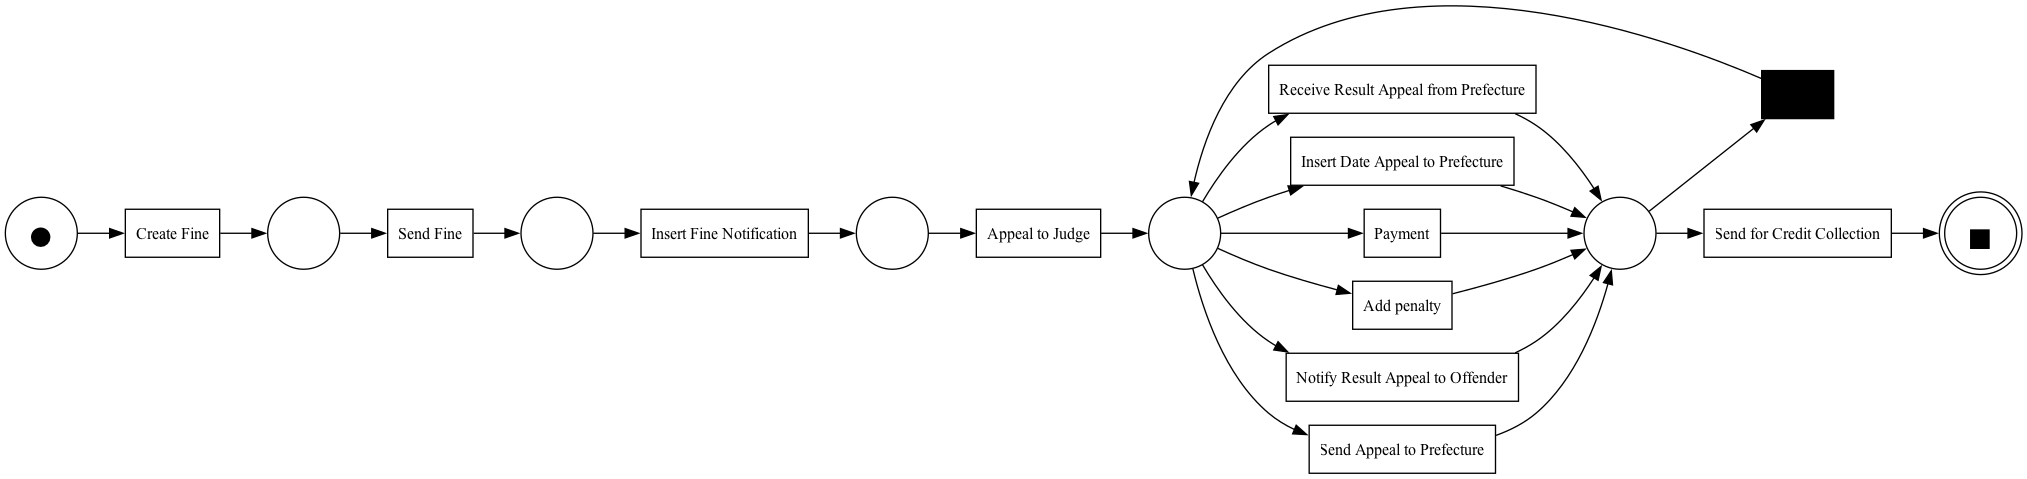 Create Fine
Send Fine
Insert Fine Notification
Appeal to Judge
Receive Result Appeal from Prefecture
Insert Date Appeal to Prefecture
Payment
Add penalty
Notify Result Appeal to Offender
Send Appeal to Prefecture
Send for Credit Collection